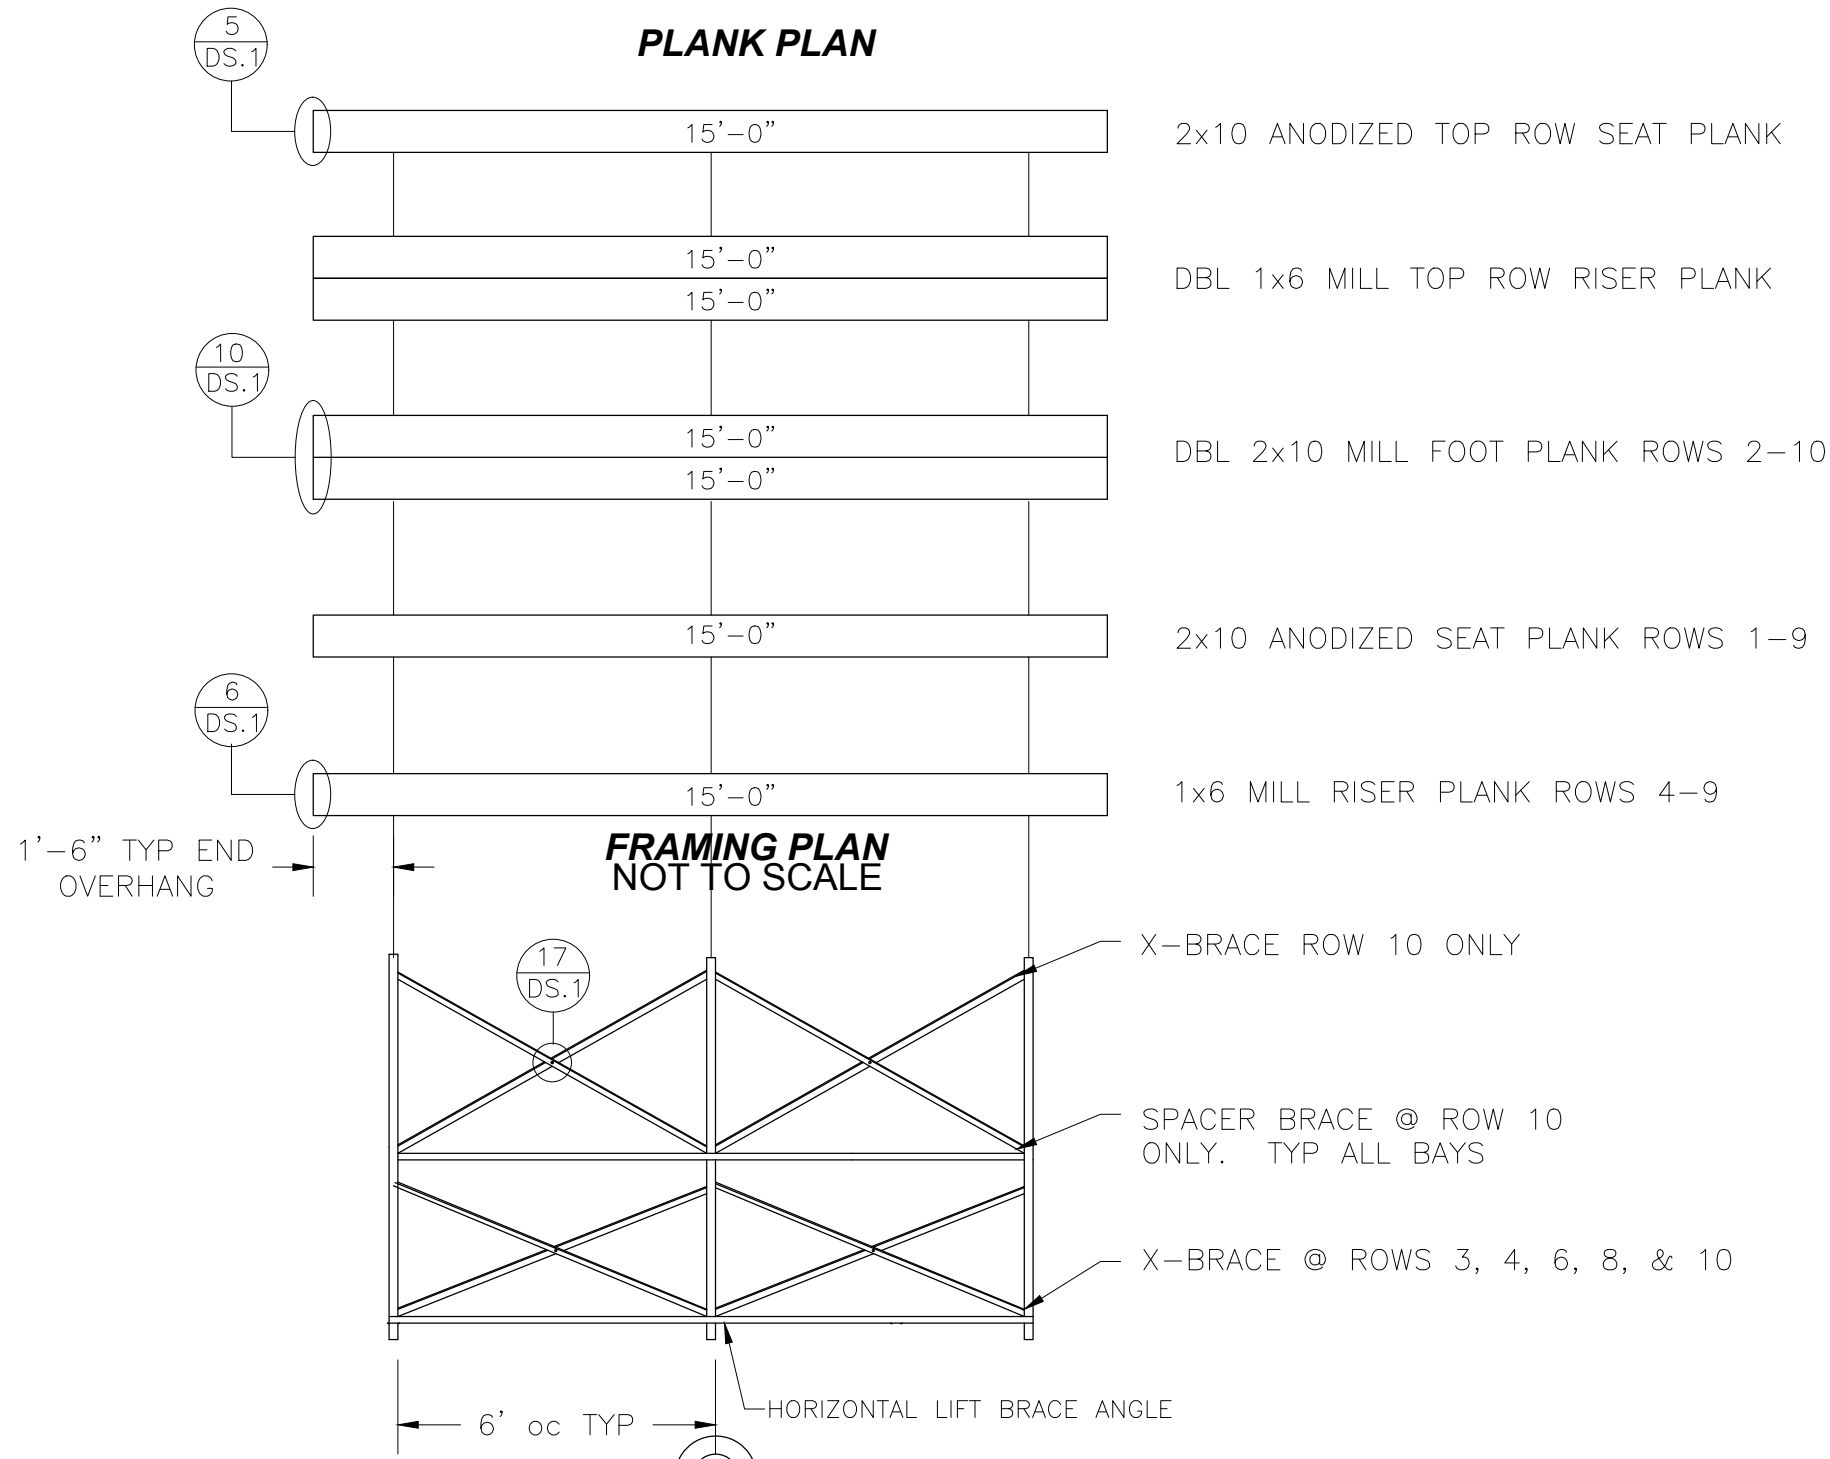 PLANK PLAN
5
DS.1
15'-0"
2x10 ANODIZED TOP ROW SEAT PLANK
15'-0"
15'-0"
DBL 1x6 MILL TOP ROW RISER PLANK
10
DS.1
15'-0"
15'-0"
DBL 2x10 MILL FOOT PLANK ROWS 2-10
15'-0"
2x10 ANODIZED SEAT PLANK ROWS 1-9
6
DS.1
15'-0"
1x6 MILL RISER PLANK ROWS 4-9
1'-6" TYP END
OVERHANG
FRAMING PLAN
NOT TO SCALE
17
DS.1
X-BRACE ROW 10 ONLY
SPACER BRACE @ ROW 10
ONLY. TYP ALL BAYS
X-BRACE @ ROWS 3, 4, 6, 8, & 10
HORIZONTAL LIFT BRACE ANGLE
6' oc TYP